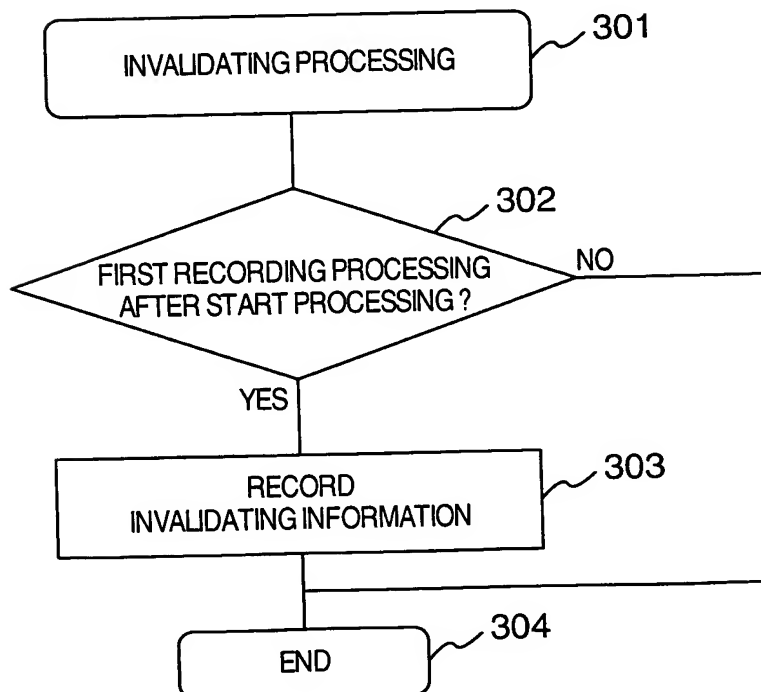 301
INVALIDATING PROCESSING
302
FIRST RECORDING PROCESSING
AFTER START PROCESSING ?
NO
YES
303
RECORD
INVALIDATING INFORMATION
304
END